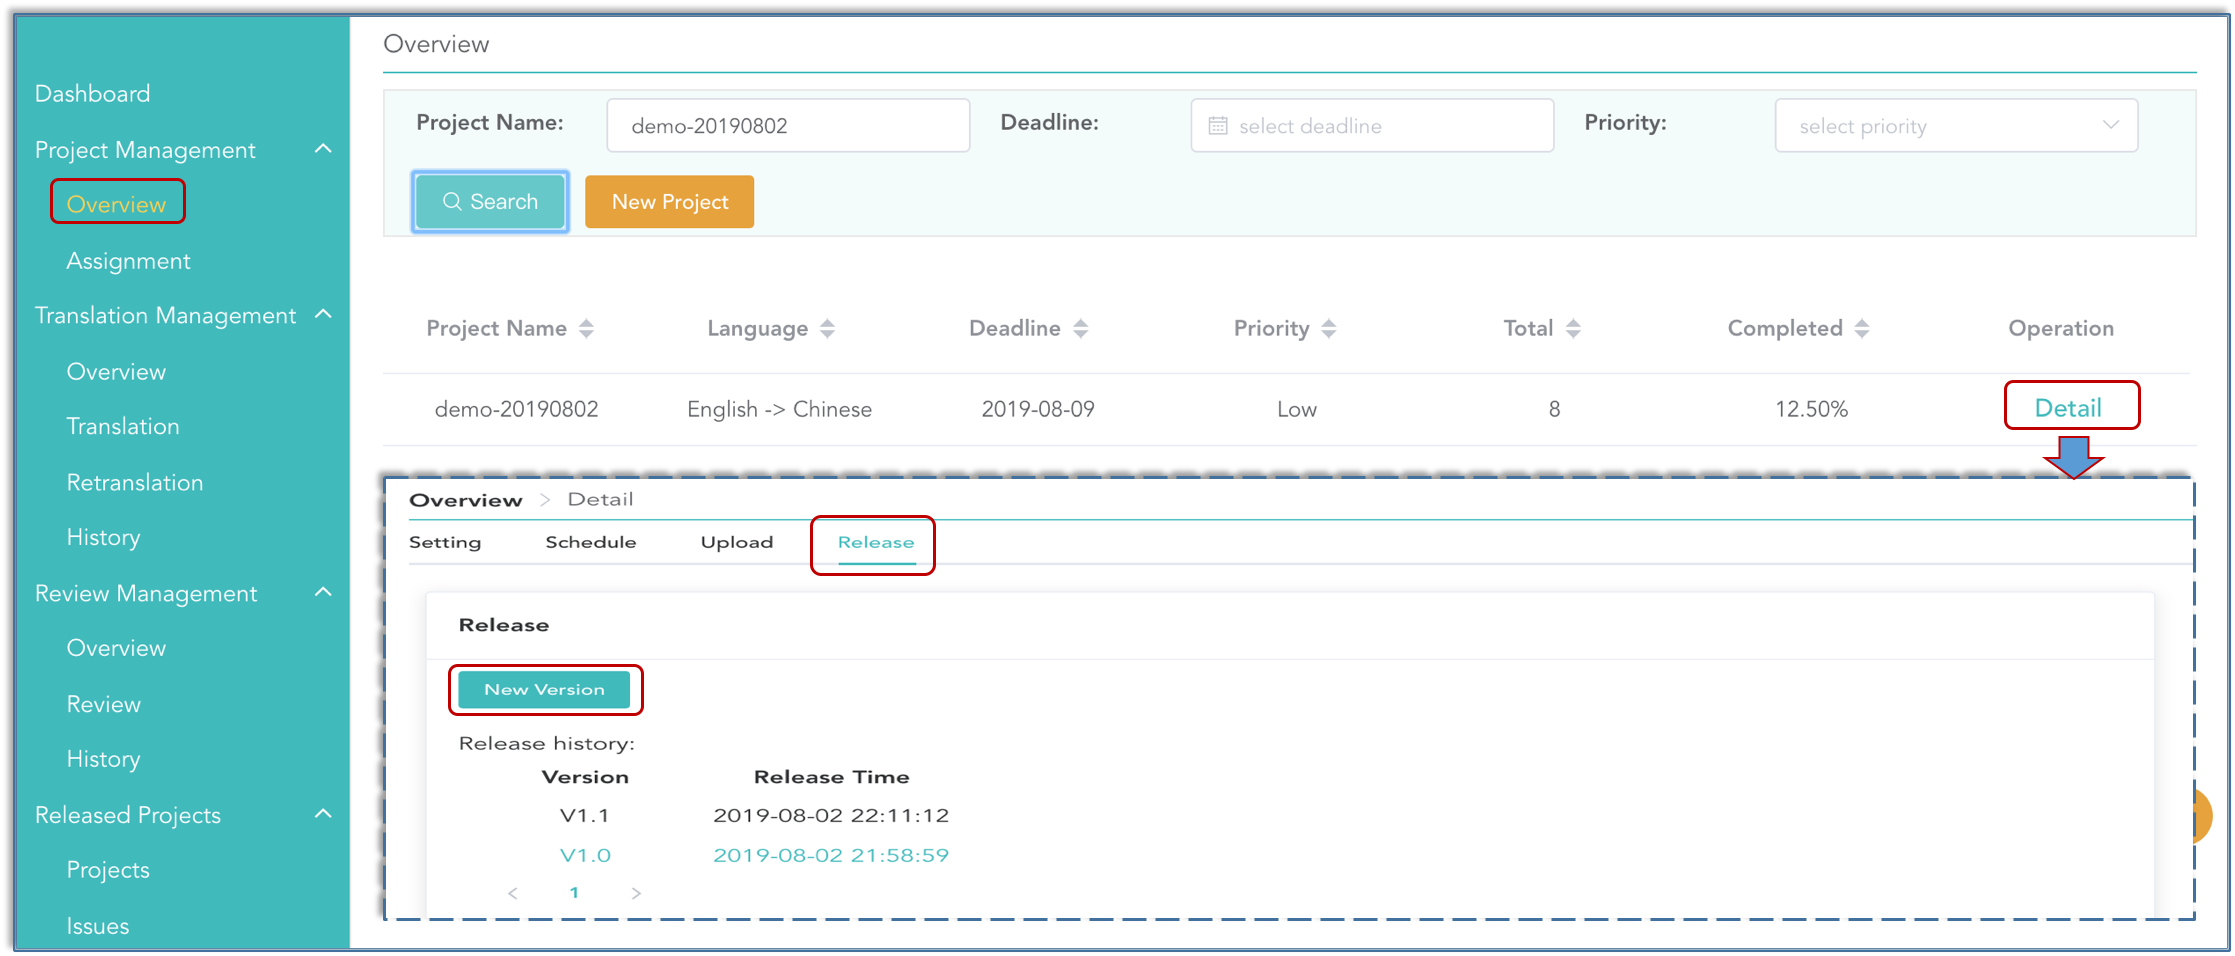 Dashboard
Project Management
Overview
Assignment
Translation Management
Overview
Translation
Retranslation
History
Review Management
Overview
Review
History
Released Projects
Projects
Issues
Overview
Project Name: demo-20190802 Deadline: select deadline Priority: select priority
Search New Project
Project Name Language Deadline Priority Total Completed Operation
demo-20190802 English -> Chinese 2019-08-09 Low 8 12.50% Detail
Overview > Detail
Setting Schedule Upload Release
Release
New Version
Release history:
Version Release Time
V1.1 2019-08-02 22:11:12
V1.0 2019-08-02 21:58:59
< 1 >